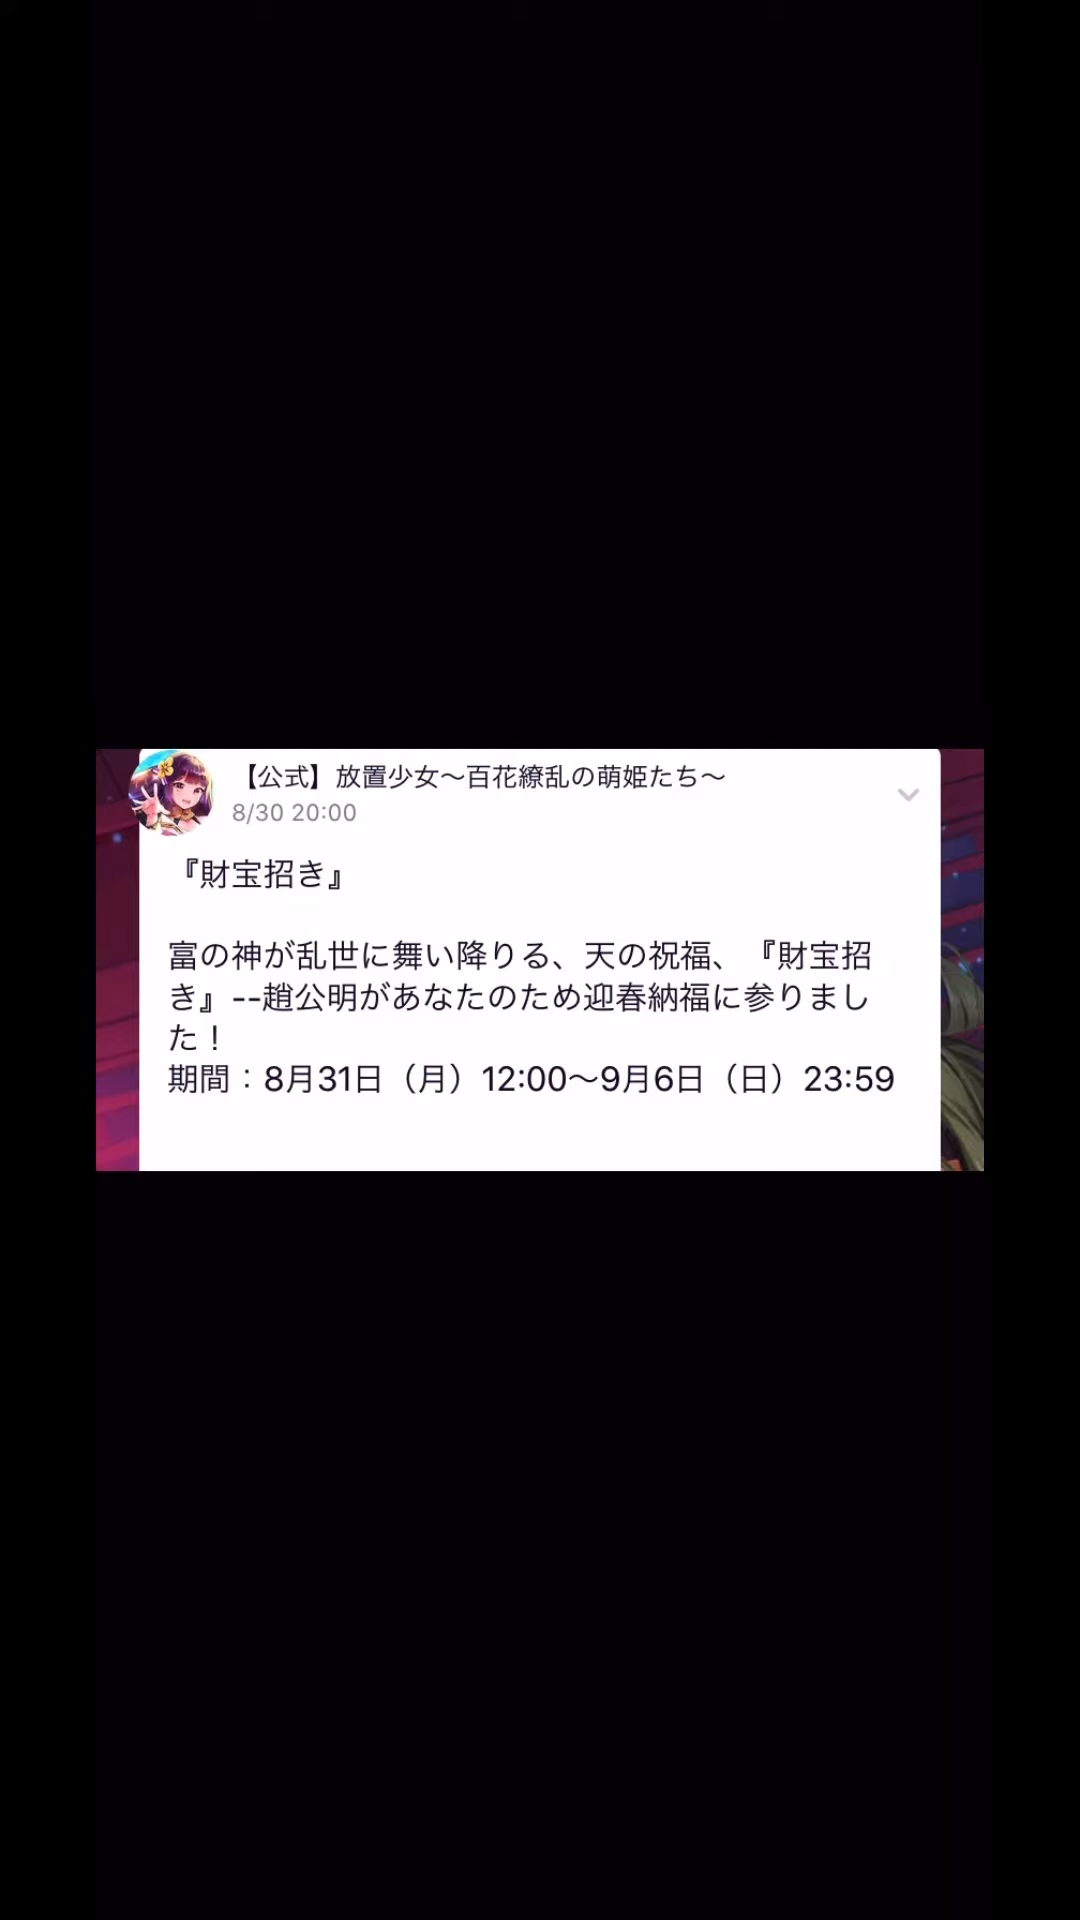 【公式】放置少女〜百花繚乱の萌姫たち〜
8/30 20:00
『財宝招き』
富の神が乱世に舞い降りる、天の祝福、『財宝招
き』--趙公明があなたのため迎春納福に参りまし
た！
期間：8月31日（月）12:00〜9月6日（日）23:59